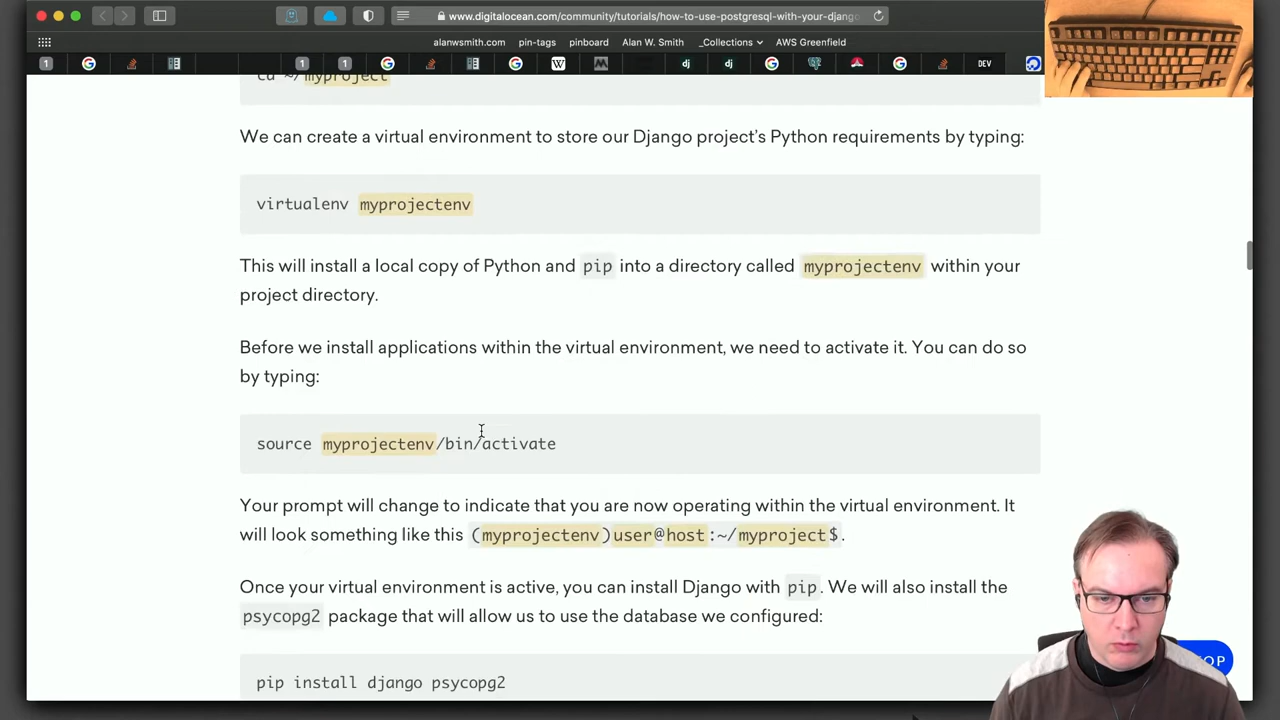 www.digitalocean.com/community/tutorials/how-to-use-postgresql-with-your-django
alanwsmith.com pin-tags pinboard Alan W. Smith _Collections AWS Greenfield
1 1 1 dj dj DEV
cd ~/myproject
We can create a virtual environment to store our Django project's Python requirements by typing:
virtualenv myprojectenv
This will install a local copy of Python and pip into a directory called myprojectenv within your
project directory.
Before we install applications within the virtual environment, we need to activate it. You can do so
by typing:
source myprojectenv/bin/activate
Your prompt will change to indicate that you are now operating within the virtual environment. It
will look something like this (myprojectenv)user@host:~/myproject$.
Once your virtual environment is active, you can install Django with pip. We will also install the
psycopg2 package that will allow us to use the database we configured:
pip install django psycopg2